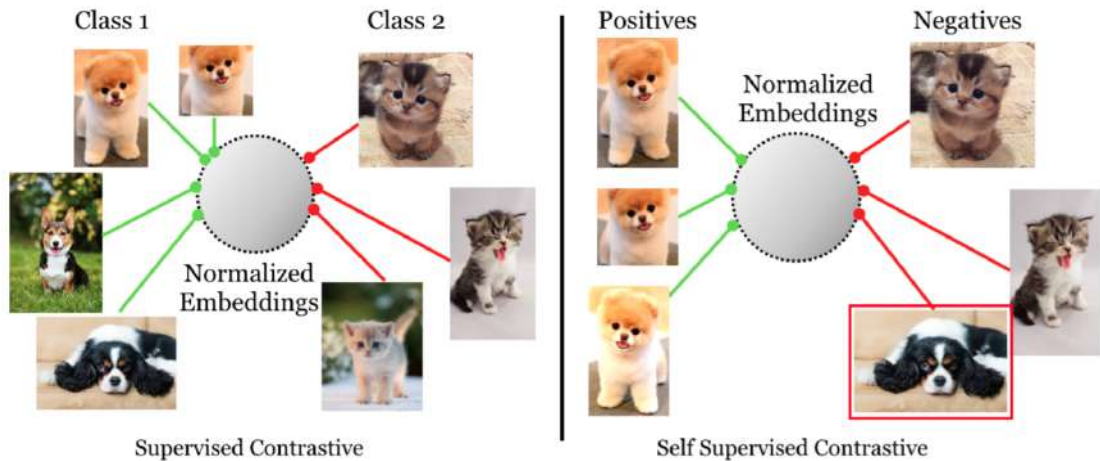 Class 1
Class 2
Normalized
Embeddings
Supervised Contrastive
Positives
Negatives
Normalized
Embeddings
Self Supervised Contrastive